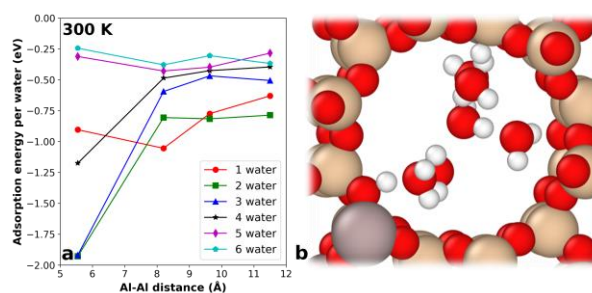 300 K
a
Adsorption energy per water (eV)
0.00
−0.25
−0.50
−0.75
−1.00
−1.25
−1.50
−1.75
−2.00
1 water
2 water
3 water
4 water
5 water
6 water
a
5 6 7 8 9 10 11 12
Al-Al distance (Å)
b